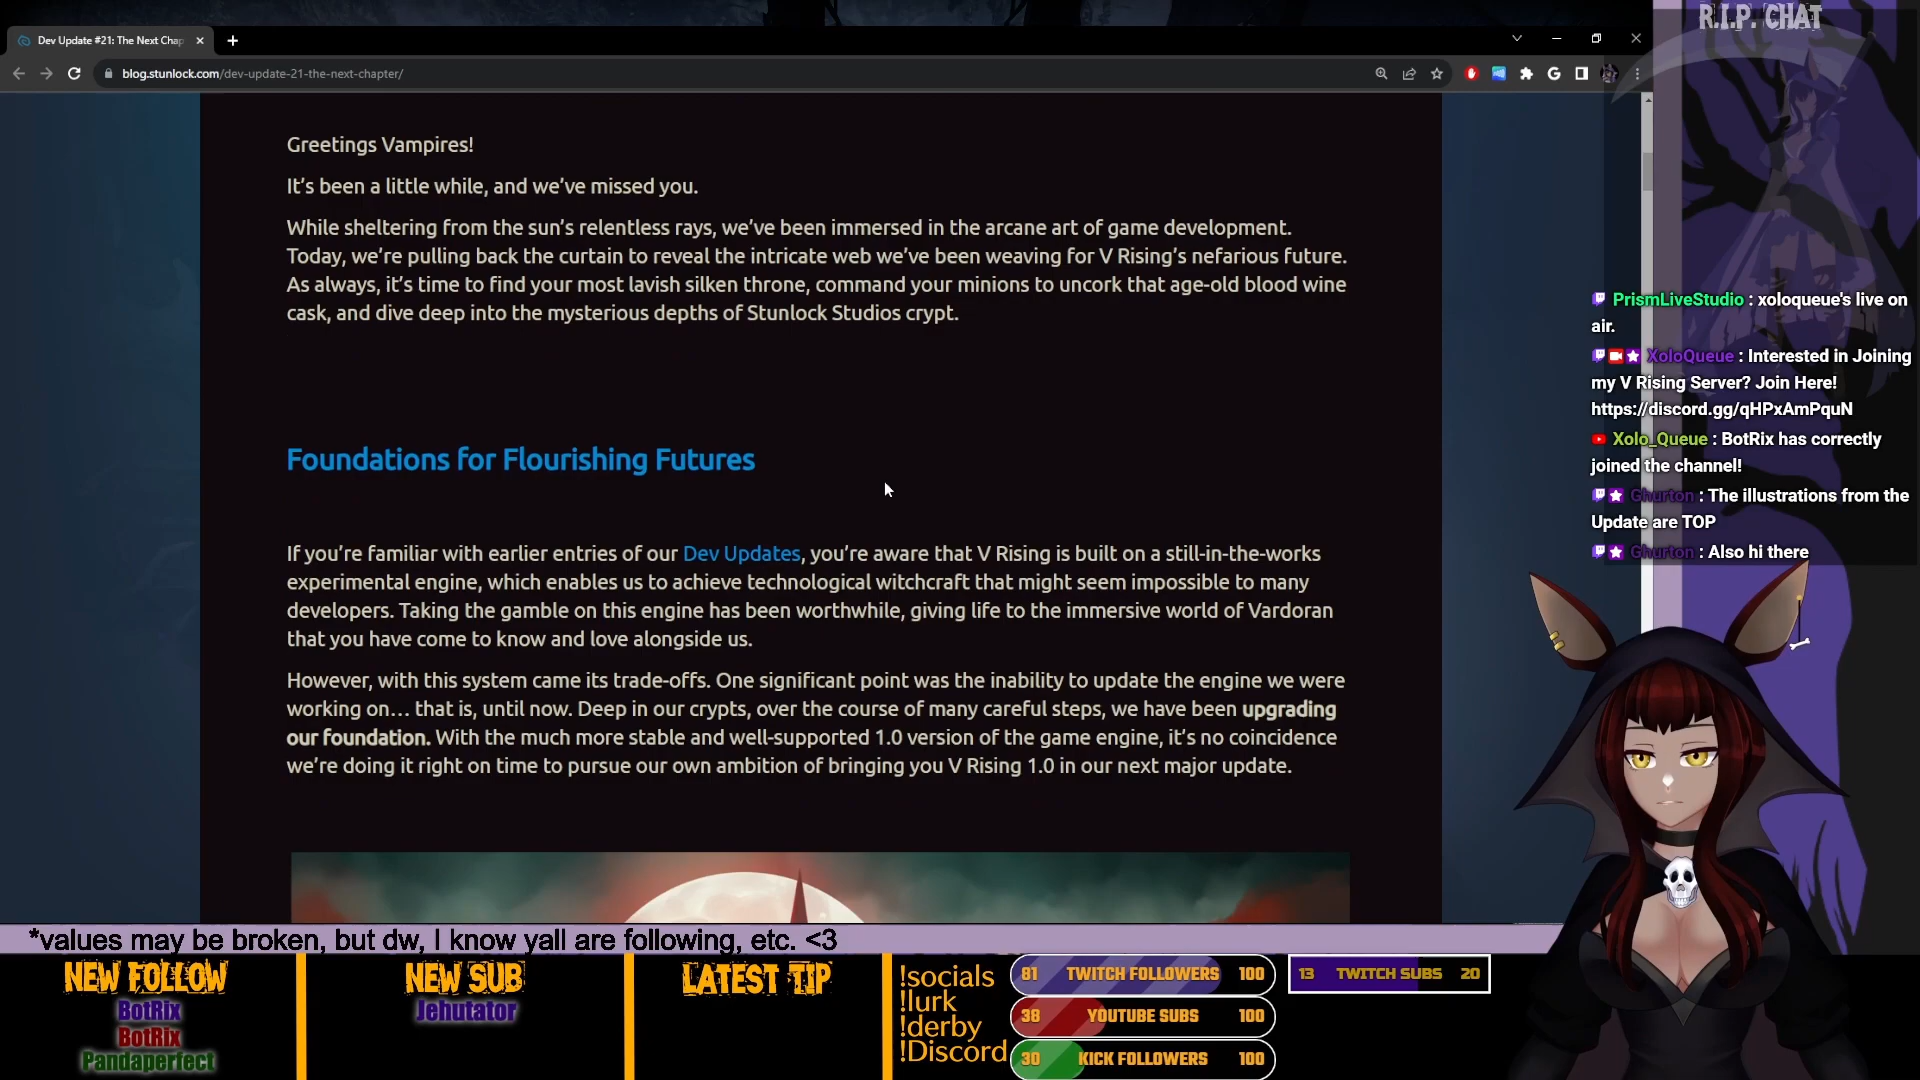 R.I.P. CHAT
Dev Update #21: The Next Chap
blog.stunlock.com/dev-update-21-the-next-chapter/
Greetings Vampires!
It's been a little while, and we've missed you.
While sheltering from the sun's relentless rays, we've been immersed in the arcane art of game development.
Today, we're pulling back the curtain to reveal the intricate web we've been weaving for V Rising's nefarious future.
As always, it's time to find your most lavish silken throne, command your minions to uncork that age-old blood wine
cask, and dive deep into the mysterious depths of Stunlock Studios crypt.
Foundations for Flourishing Futures
If you're familiar with earlier entries of our Dev Updates, you're aware that V Rising is built on a still-in-the-works
experimental engine, which enables us to achieve technological witchcraft that might seem impossible to many
developers. Taking the gamble on this engine has been worthwhile, giving life to the immersive world of Vardoran
that you have come to know and love alongside us.
However, with this system came its trade-offs. One significant point was the inability to update the engine we were
working on… that is, until now. Deep in our crypts, over the course of many careful steps, we have been upgrading
our foundation. With the much more stable and well-supported 1.0 version of the game engine, it's no coincidence
we're doing it right on time to pursue our own ambition of bringing you V Rising 1.0 in our next major update.
PrismLiveStudio : xoloqueue's live on
air.
XoloQueue : Interested in Joining
my V Rising Server? Join Here!
https://discord.gg/qHPxAmPquN
Xolo_Queue : BotRix has correctly
joined the channel!
Ghurton : The illustrations from the
Update are TOP
Ghurton : Also hi there
*values may be broken, but dw, I know yall are following, etc. <3
NEW FOLLOW
BotRix
BotRix
Pandaperfect
NEW SUB
Jehutator
LATEST TIP
!socials
!lurk
!derby
!Discord
81 TWITCH FOLLOWERS 100
38 YOUTUBE SUBS 100
30 KICK FOLLOWERS 100
13 TWITCH SUBS 20